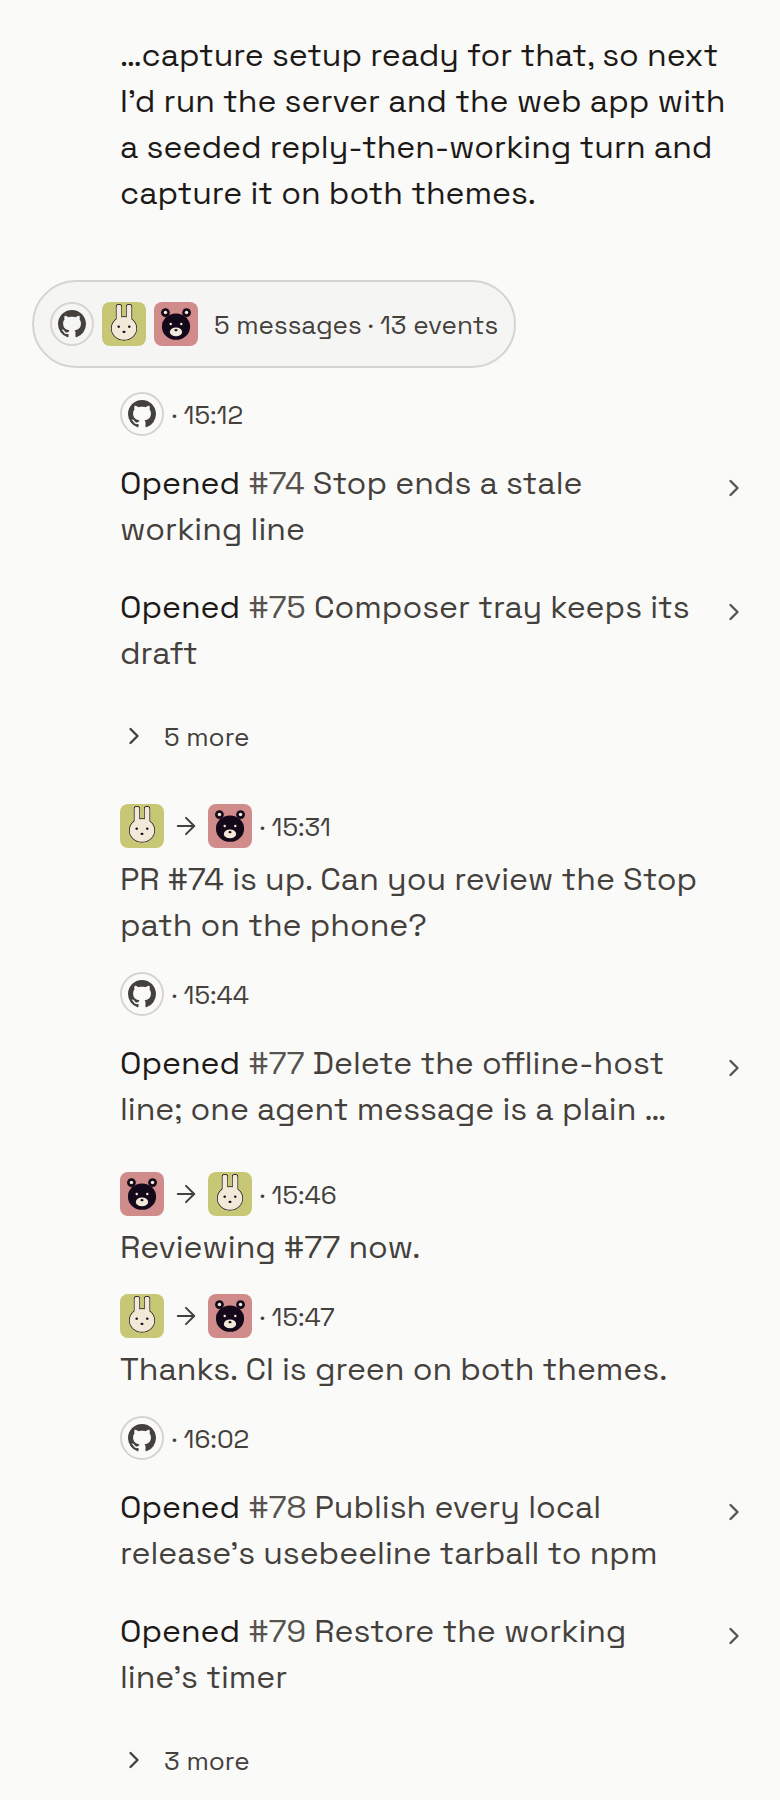 …capture setup ready for that, so next
I’d run the server and the web app with
a seeded reply-then-working turn and
capture it on both themes.
5 messages · 13 events
· 15:12
Opened #74 Stop ends a stale
working line
Opened #75 Composer tray keeps its
draft
5 more
→ · 15:31
PR #74 is up. Can you review the Stop
path on the phone?
· 15:44
Opened #77 Delete the offline-host
line; one agent message is a plain …
→ · 15:46
Reviewing #77 now.
→ · 15:47
Thanks. CI is green on both themes.
· 16:02
Opened #78 Publish every local
release’s usebeeline tarball to npm
Opened #79 Restore the working
line’s timer
3 more